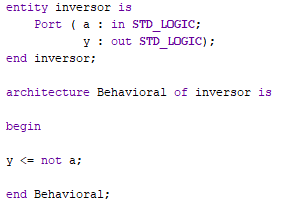 entity inversor is
Port ( a : in STD_LOGIC;
y : out STD_LOGIC);
end inversor;
architecture Behavioral of inversor is
begin
y <= not a;
end Behavioral;